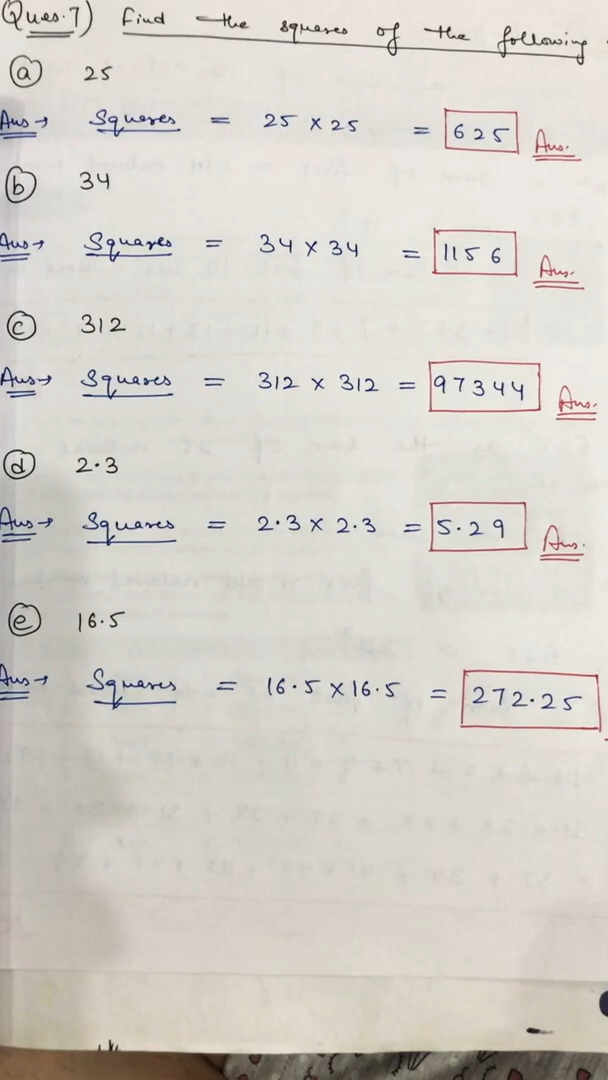 Ques.7) Find the squares of the following
(a) 25
Ans→ Squares = 25 × 25 = 625 Ans.
(b) 34
Ans→ Squares = 34 × 34 = 1156 Ans.
(c) 312
Ans→ Squares = 312 × 312 = 97344 Ans.
(d) 2.3
Ans→ Squares = 2.3 × 2.3 = 5.29 Ans.
(e) 16.5
Ans→ Squares = 16.5 × 16.5 = 272.25